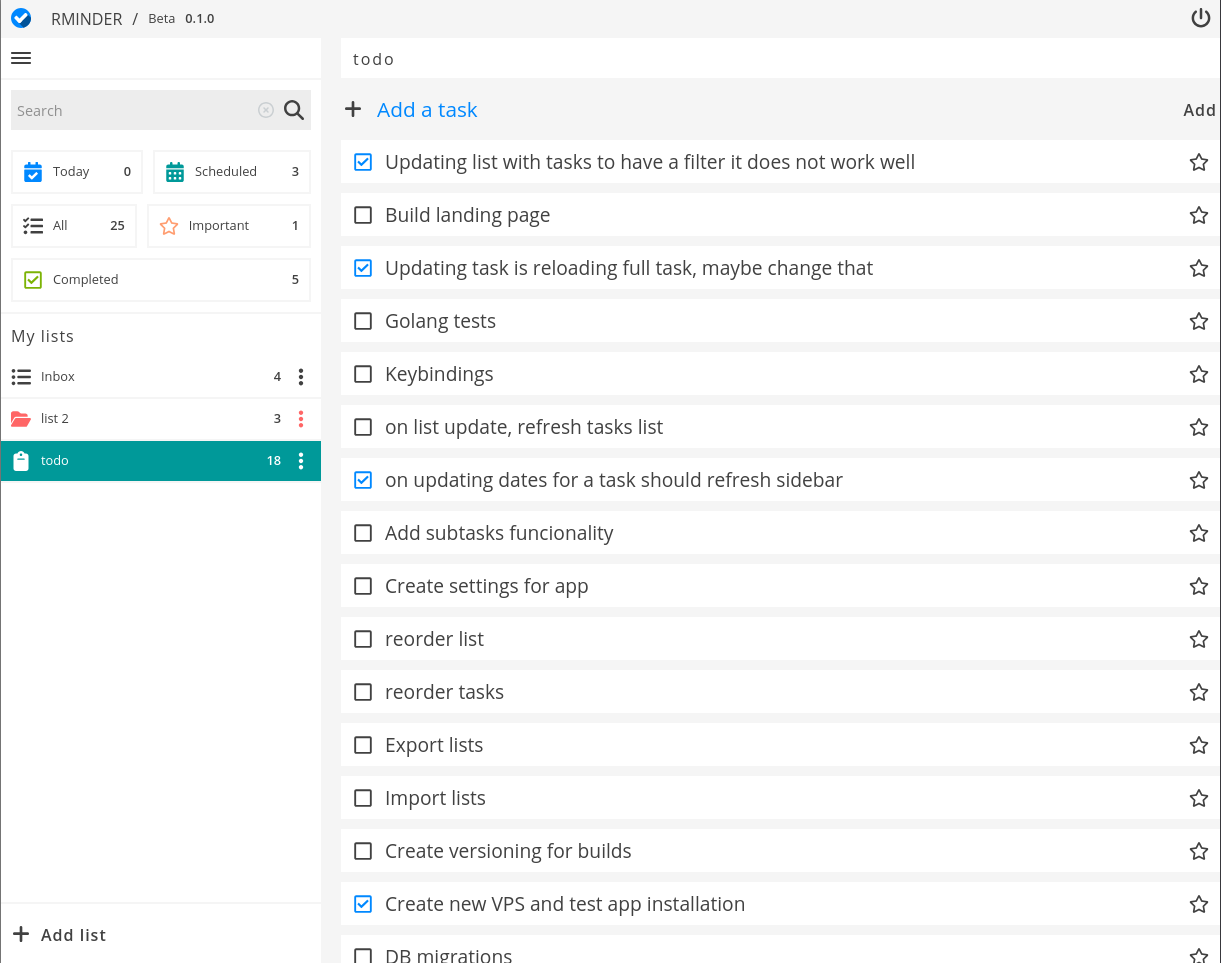 RMINDER / Beta 0.1.0
todo
Search
Add a task
Add
Today 0
Scheduled 3
All 25
Important 1
Completed 5
My lists
Inbox 4
list 2 3
todo 18
Add list
Updating list with tasks to have a filter it does not work well
Build landing page
Updating task is reloading full task, maybe change that
Golang tests
Keybindings
on list update, refresh tasks list
on updating dates for a task should refresh sidebar
Add subtasks funcionality
Create settings for app
reorder list
reorder tasks
Export lists
Import lists
Create versioning for builds
Create new VPS and test app installation
DB migrations